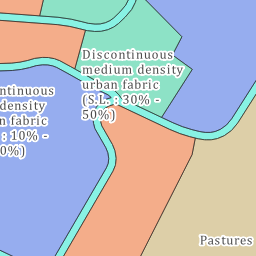 Discontinuous
medium density
urban fabric
(S.L. : 30% -
50%)
ntinuous
density
n fabric
: 10% -
0%)
Pastures